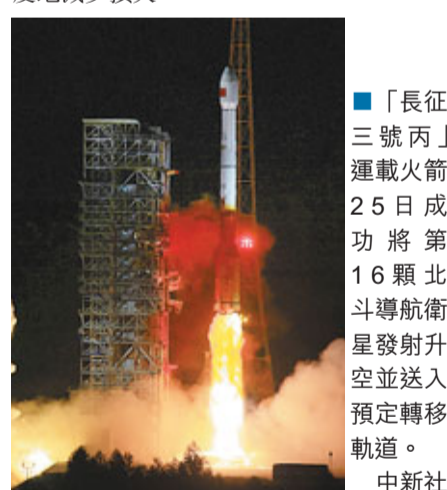 ■「長征
三號丙」
運載火箭
25日成
功將第
16顆北
斗導航衛
星發射升
空並送入
預定轉移
軌道。
中新社